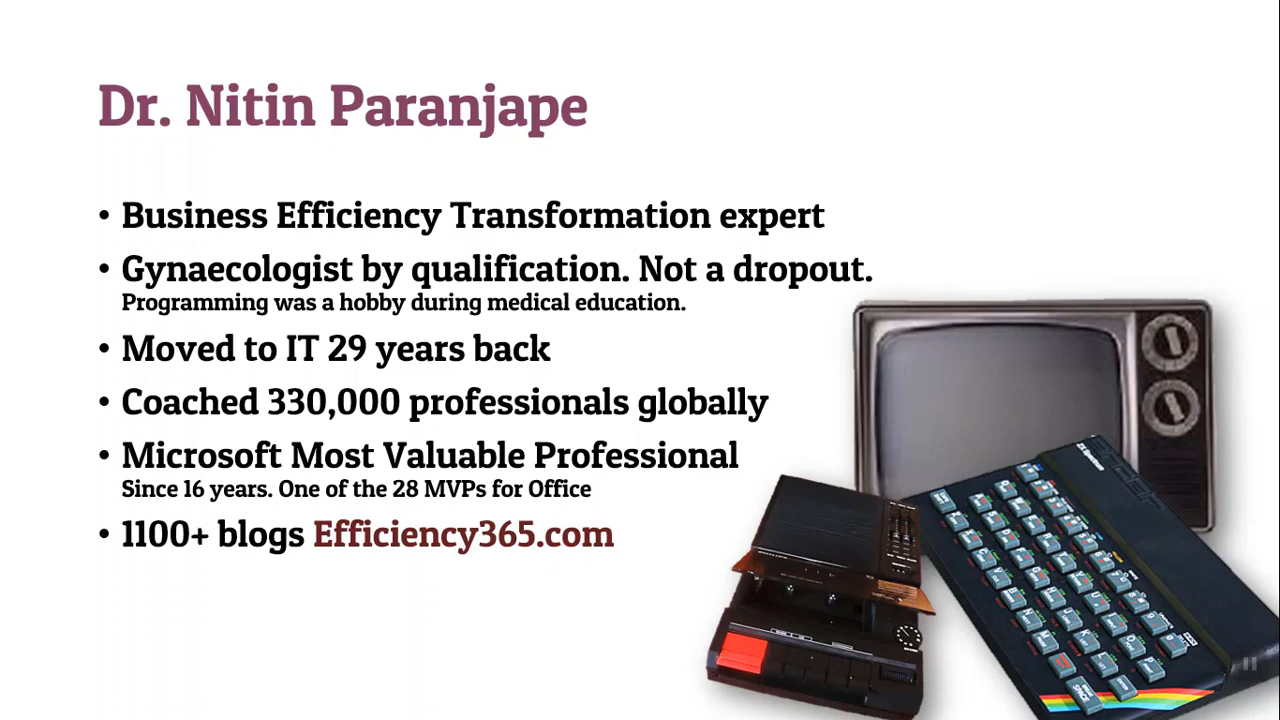 Dr. Nitin Paranjape
• Business Efficiency Transformation expert
• Gynaecologist by qualification. Not a dropout.
Programming was a hobby during medical education.
• Moved to IT 29 years back
• Coached 330,000 professionals globally
• Microsoft Most Valuable Professional
Since 16 years. One of the 28 MVPs for Office
• 1100+ blogs Efficiency365.com